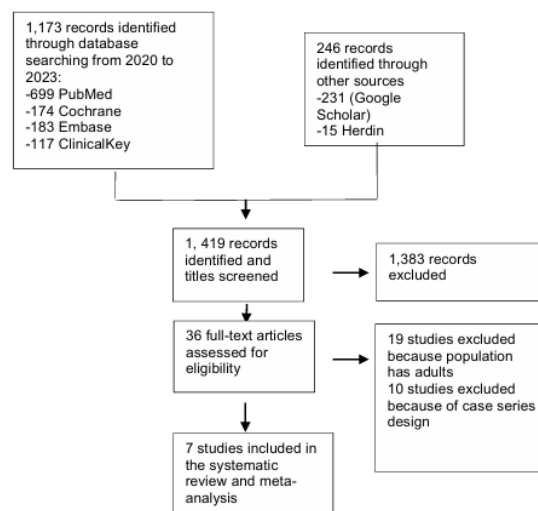 1,173 records identified
through database
searching from 2020 to
2023:
-699 PubMed
-174 Cochrane
-183 Embase
-117 ClinicalKey
246 records
identified through
other sources
-231 (Google
Scholar)
-15 Herdin
1, 419 records
identified and
titles screened
1,383 records
excluded
36 full-text articles
assessed for
eligibility
19 studies excluded
because population
has adults
10 studies excluded
because of case series
design
7 studies included in
the systematic
review and meta-
analysis